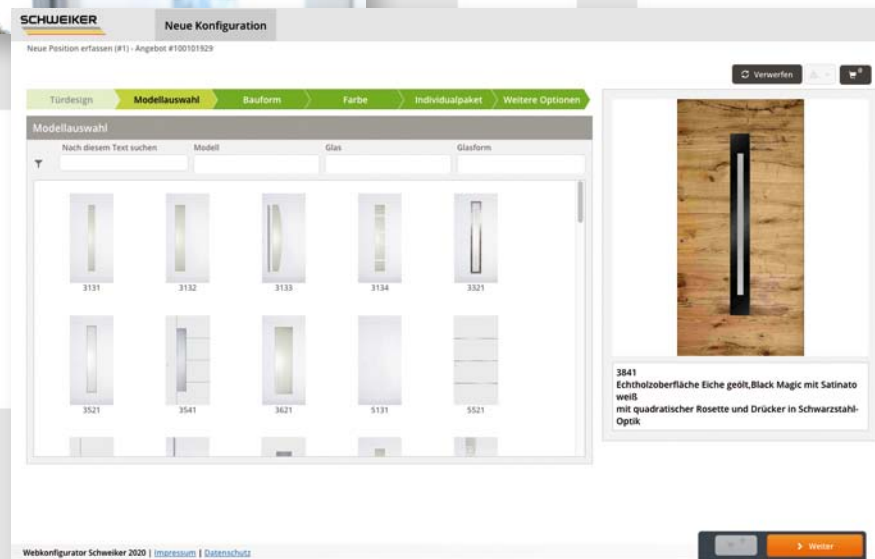 SCHWEIKER
Neue Konfiguration
Neue Position erfassen (#1) - Angebot #100101929
Verwerfen
0
Türdesign
Modellauswahl
Bauform
Farbe
Individualpaket
Weitere Optionen
Modellauswahl
Nach diesem Text suchen
Modell
Glas
Glasform
3131
3132
3133
3134
3321
3521
3541
3621
5131
5521
3841
Echtholzoberfläche Eiche geölt,Black Magic mit Satinato
weiß
mit quadratischer Rosette und Drücker in Schwarzstahl-
Optik
Webkonfigurator Schweiker 2020 | Impressum | Datenschutz
Weiter